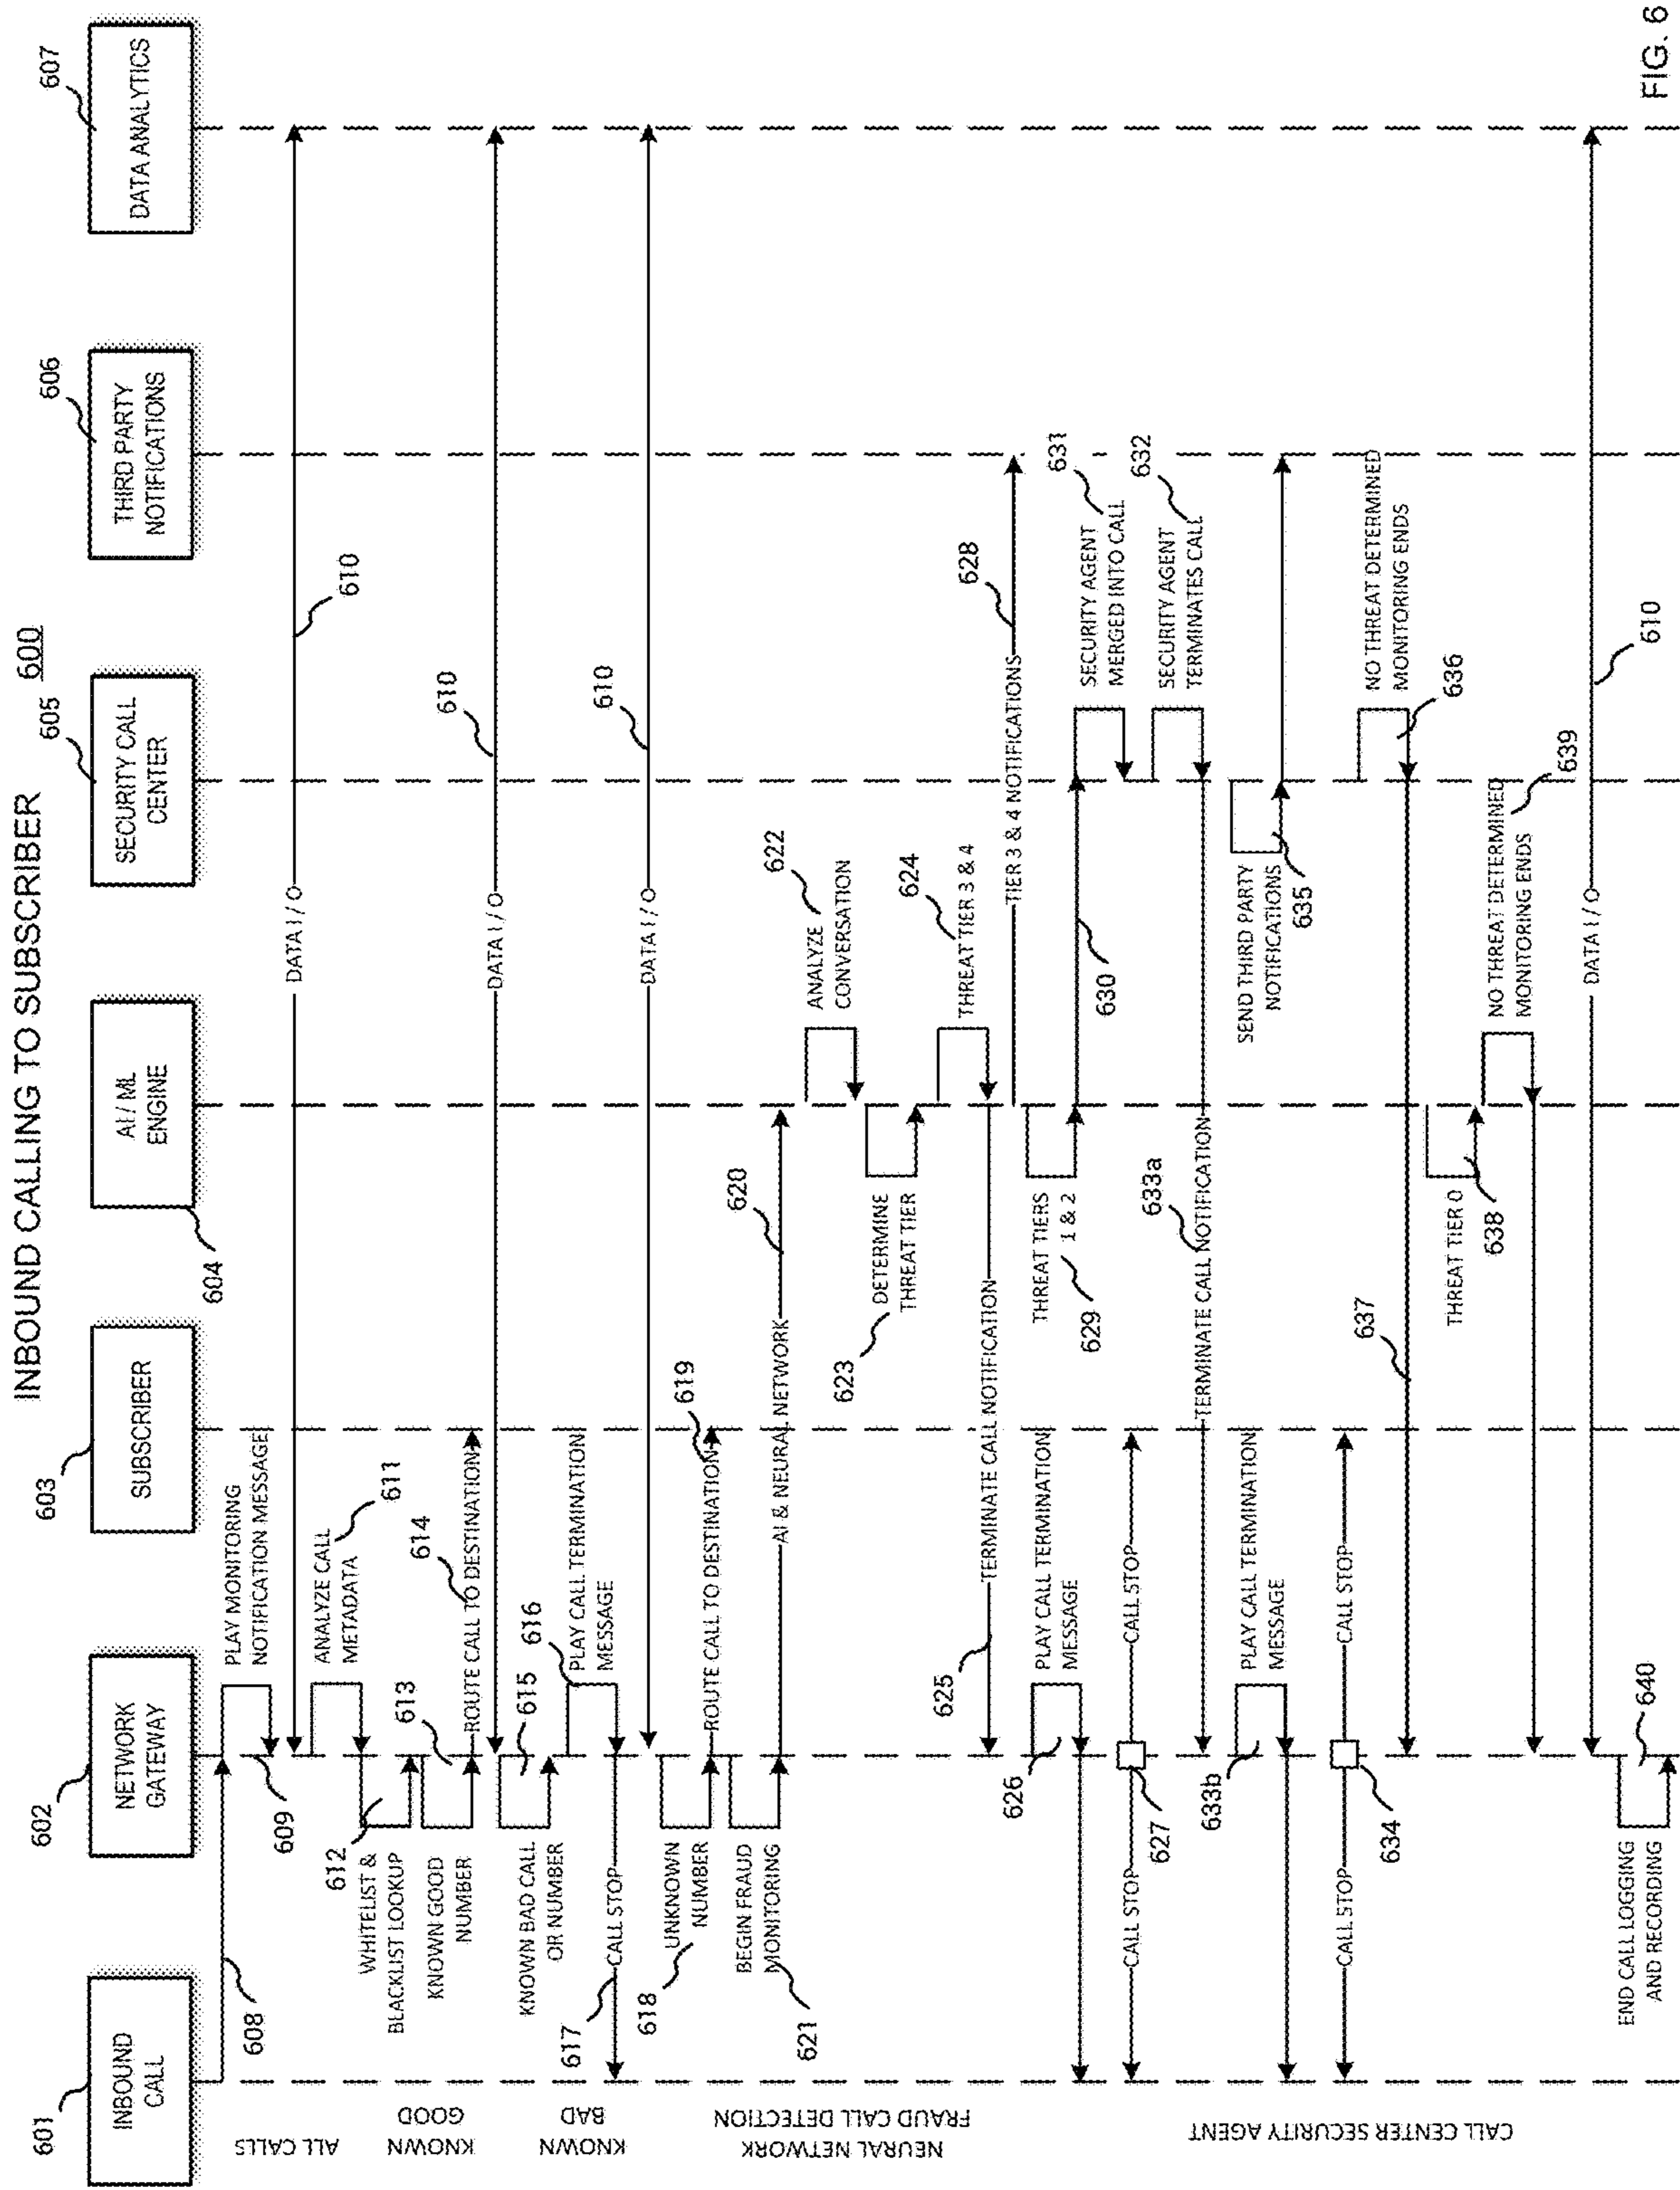 INBOUND CALLING TO SUBSCRIBER
600
601
602
603
604
605
606
607
INBOUND
CALL
NETWORK
GATEWAY
SUBSCRIBER
AI / ML
ENGINE
SECURITY CALL
CENTER
THIRD PARTY
NOTIFICATIONS
DATA ANALYTICS
ALL CALLS
608
PLAY MONITORING
NOTIFICATION MESSAGE
609
DATA I / O
610
ANALYZE CALL
METADATA
611
KNOWN
GOOD
612
WHITELIST &
BLACKLIST LOOKUP
613
KNOWN GOOD
NUMBER
614
ROUTE CALL TO DESTINATION
DATA I / O
610
KNOWN
BAD
615
KNOWN BAD CALL
OR NUMBER
616
PLAY CALL TERMINATION
MESSAGE
617
CALL STOP
DATA I / O
610
NEURAL NETWORK
FRAUD CALL DETECTION
618
UNKNOWN
NUMBER
619
ROUTE CALL TO DESTINATION
BEGIN FRAUD
MONITORING
621
620
AI & NEURAL NETWORK
622
ANALYZE
CONVERSATION
623
DETERMINE
THREAT TIER
624
THREAT TIER 3 & 4
625
TERMINATE CALL NOTIFICATION
TIER 3 & 4 NOTIFICATIONS
628
626
PLAY CALL TERMINATION
MESSAGE
THREAT TIERS
1 & 2
629
630
SECURITY AGENT
MERGED INTO CALL
631
CALL STOP
627
CALL STOP
SECURITY AGENT
TERMINATES CALL
632
CALL CENTER SECURITY AGENT
633a
TERMINATE CALL NOTIFICATION
633b
PLAY CALL TERMINATION
MESSAGE
SEND THIRD PARTY
NOTIFICATIONS
635
CALL STOP
634
CALL STOP
NO THREAT DETERMINED
MONITORING ENDS
636
637
THREAT TIER 0
638
NO THREAT DETERMINED
MONITORING ENDS
639
DATA I / O
610
END CALL LOGGING
AND RECORDING
640
FIG. 6